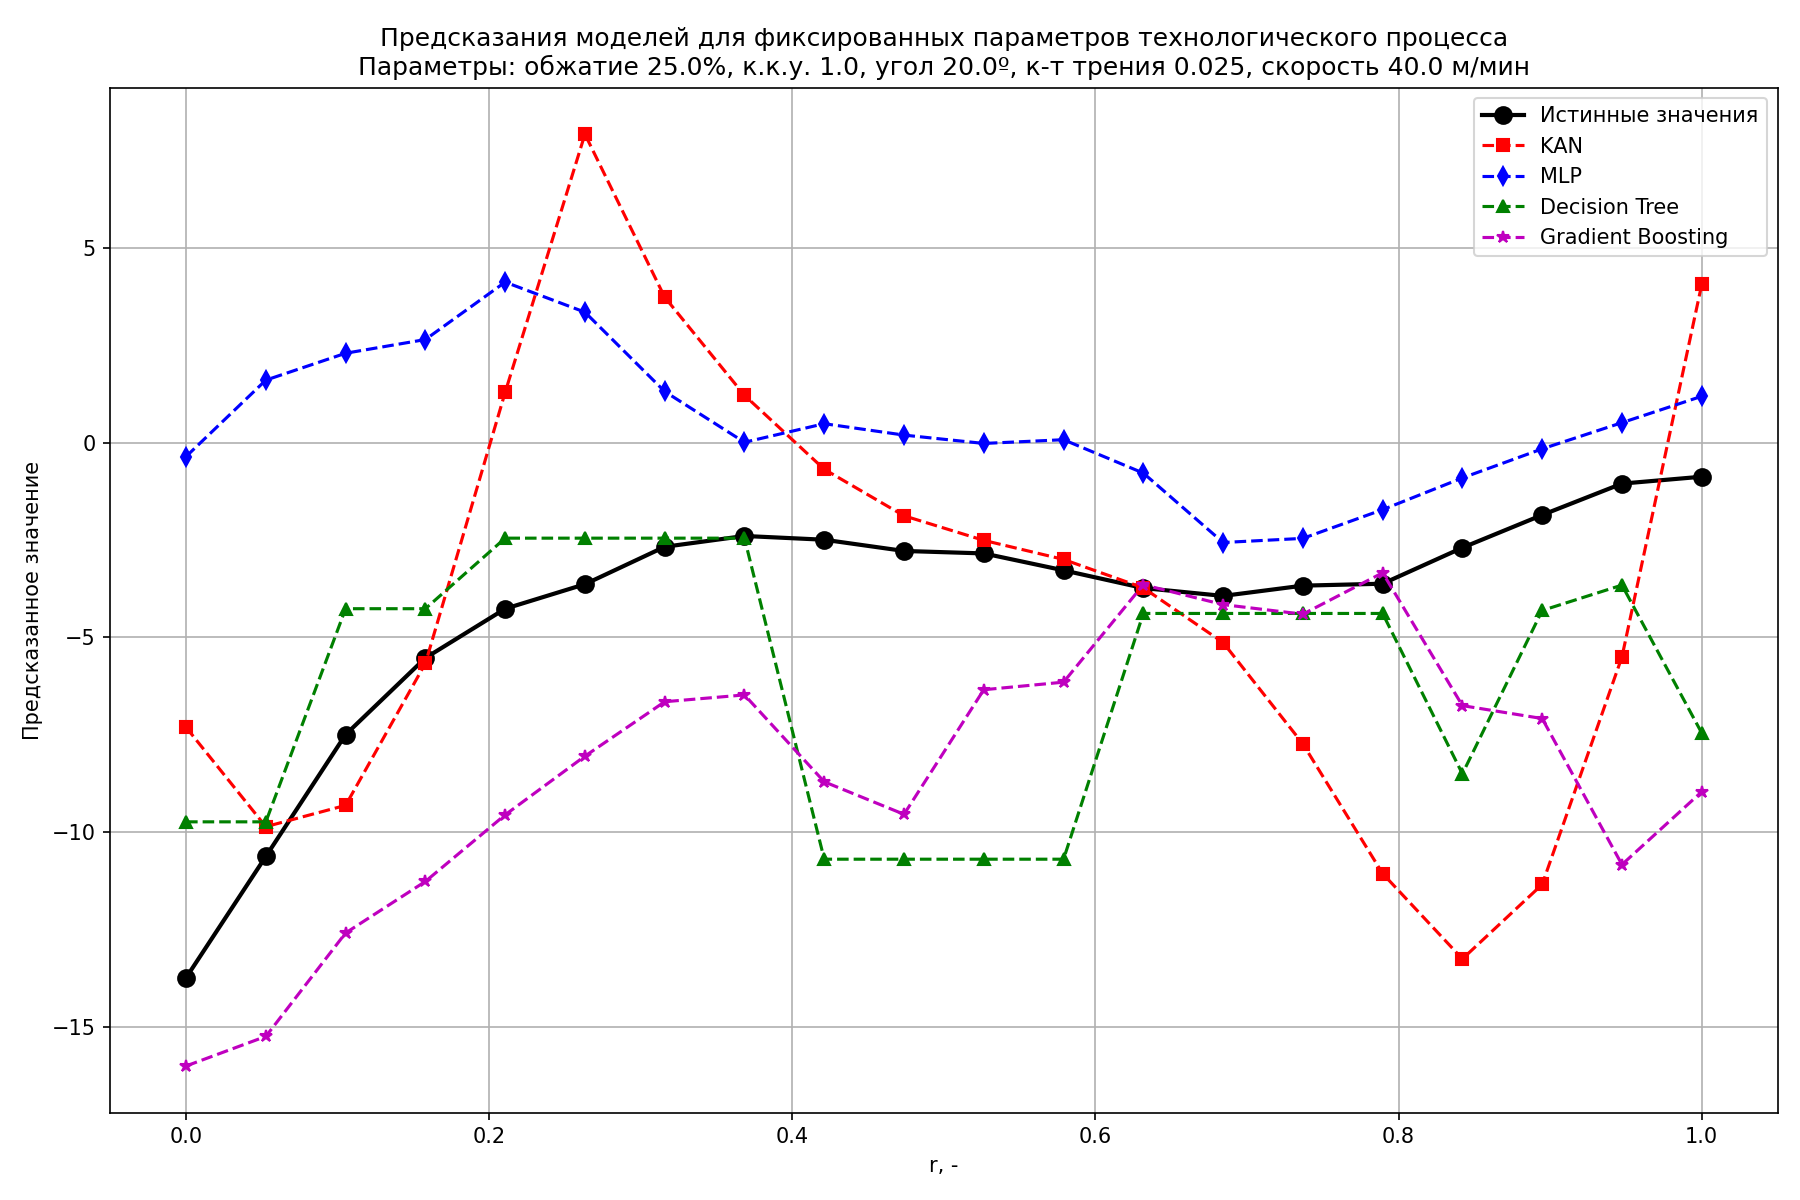 Предсказания моделей для фиксированных параметров технологического процесса
Параметры: обжатие 25.0%, к.к.у. 1.0, угол 20.0º, к-т трения 0.025, скорость 40.0 м/мин
Истинные значения
KAN
MLP
Decision Tree
Gradient Boosting
Предсказанное значение
5
0
−5
−10
−15
0.0 0.2 0.4 0.6 0.8 1.0
r, -